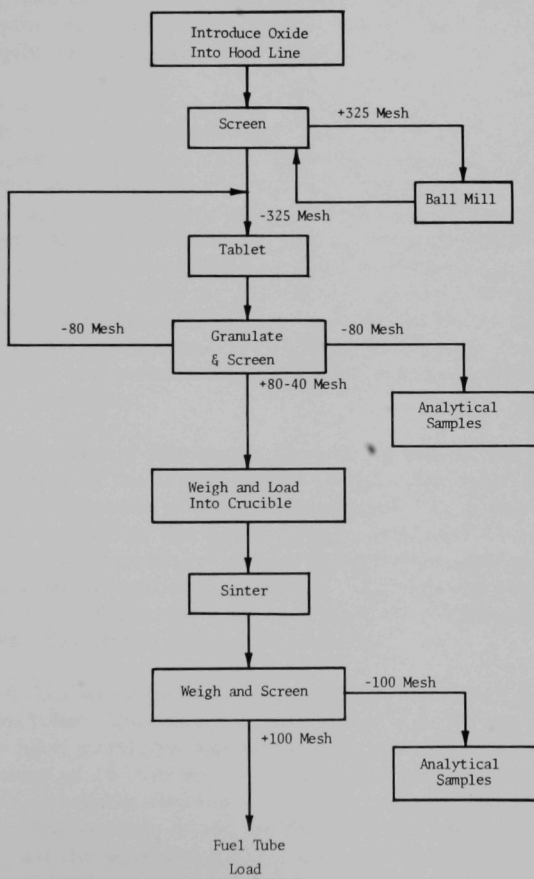 Introduce Oxide
Into Hood Line
Screen
+325 Mesh
Ball Mill
-325 Mesh
Tablet
-80 Mesh
Granulate
& Screen
-80 Mesh
+80-40 Mesh
Analytical
Samples
Weigh and Load
Into Crucible
Sinter
Weigh and Screen
-100 Mesh
+100 Mesh
Analytical
Samples
Fuel Tube
Load